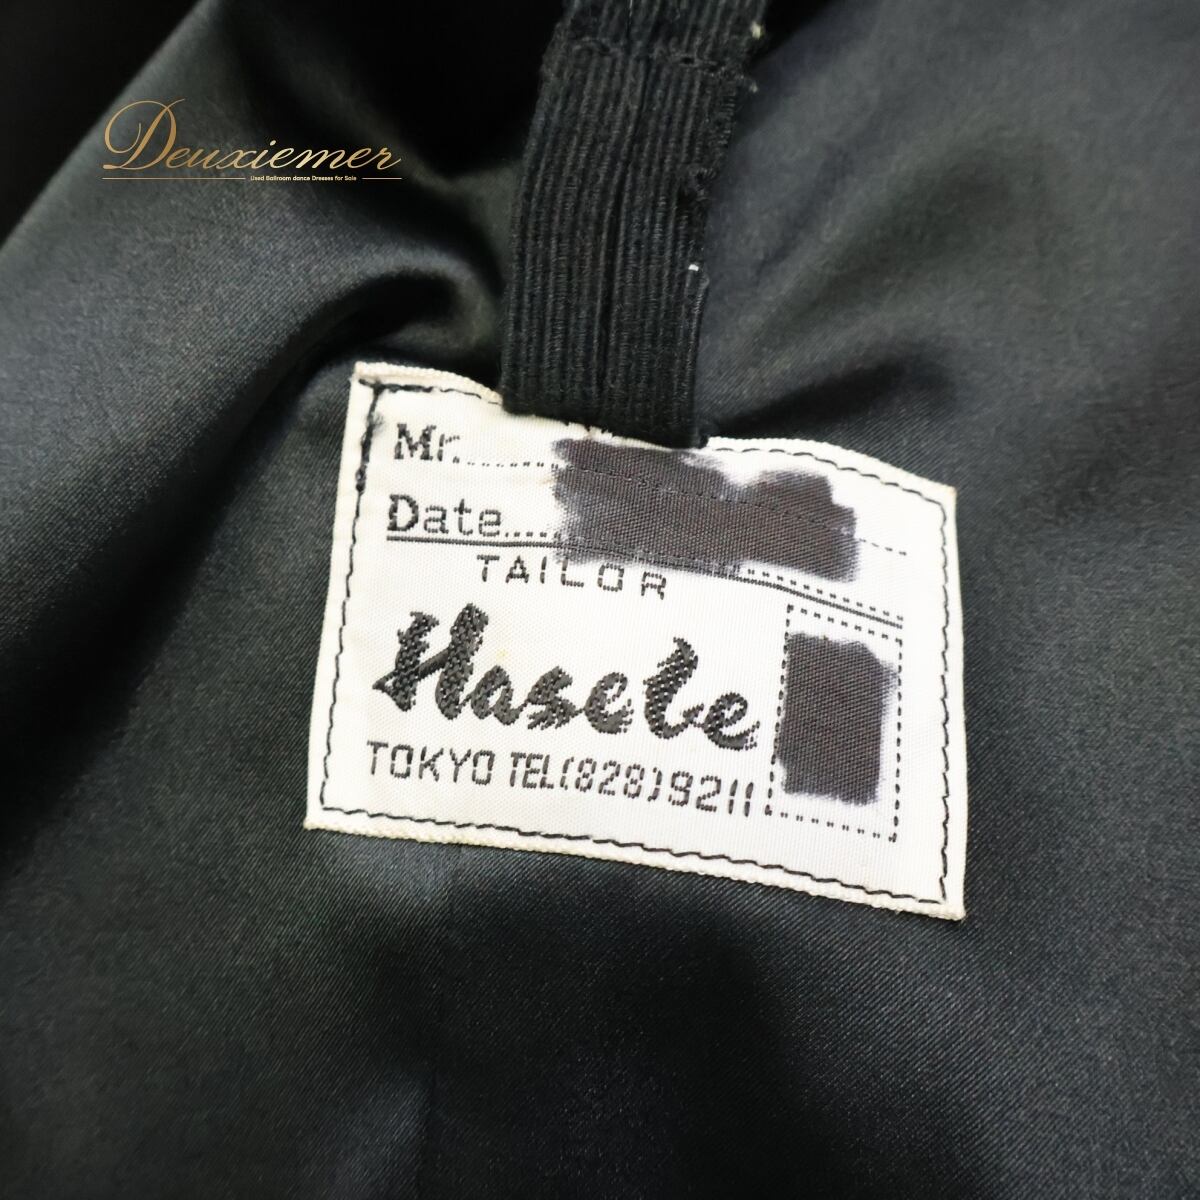 Deuxiemer
Used Ballroom dance Dresses for Sale
Mr.
Date
TAILOR
Hasebe
TOKYO TEL(828)9211